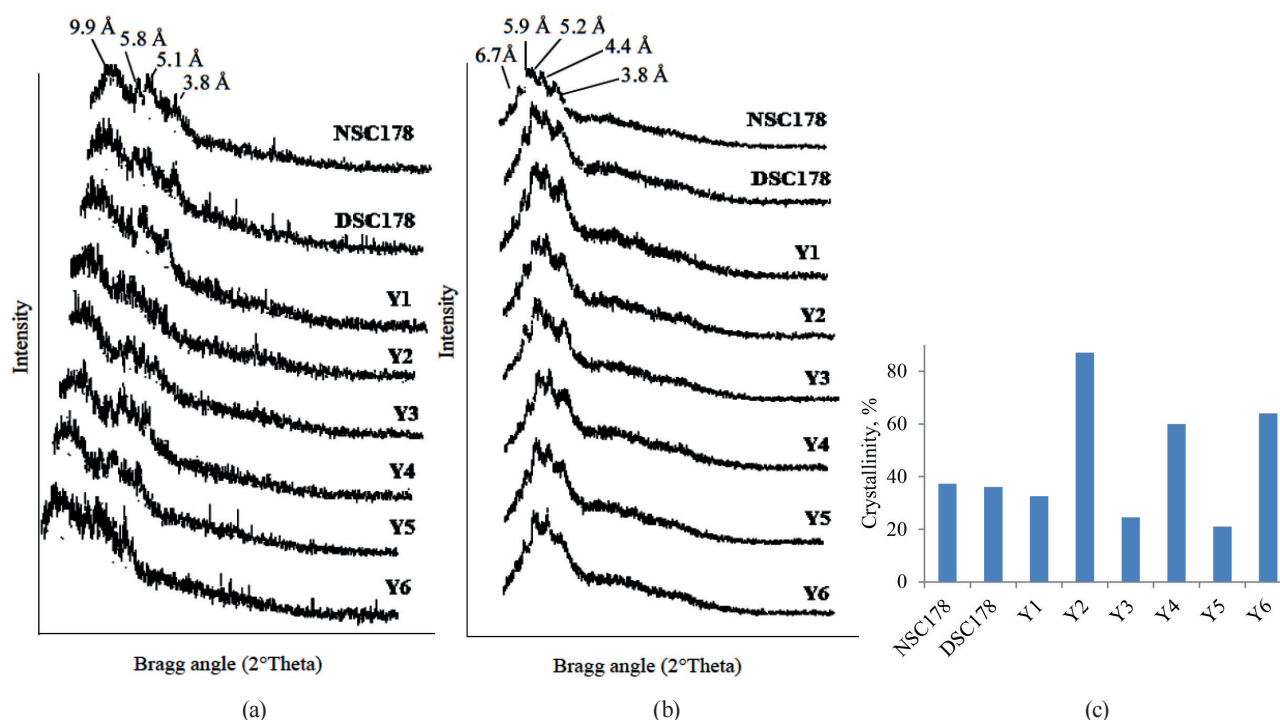 9.9 Å
5.8 Å
5.1 Å
3.8 Å
NSC178
DSC178
Y1
Y2
Y3
Y4
Y5
Y6
Intensity
Bragg angle (2°Theta)
(a)
5.9 Å
5.2 Å
6.7Å
4.4 Å
3.8 Å
NSC178
DSC178
Y1
Y2
Y3
Y4
Y5
Y6
Intensity
Bragg angle (2°Theta)
(b)
Crystallinity, %
80
60
40
20
0
NSC178
DSC178
Y1
Y2
Y3
Y4
Y5
Y6
(c)